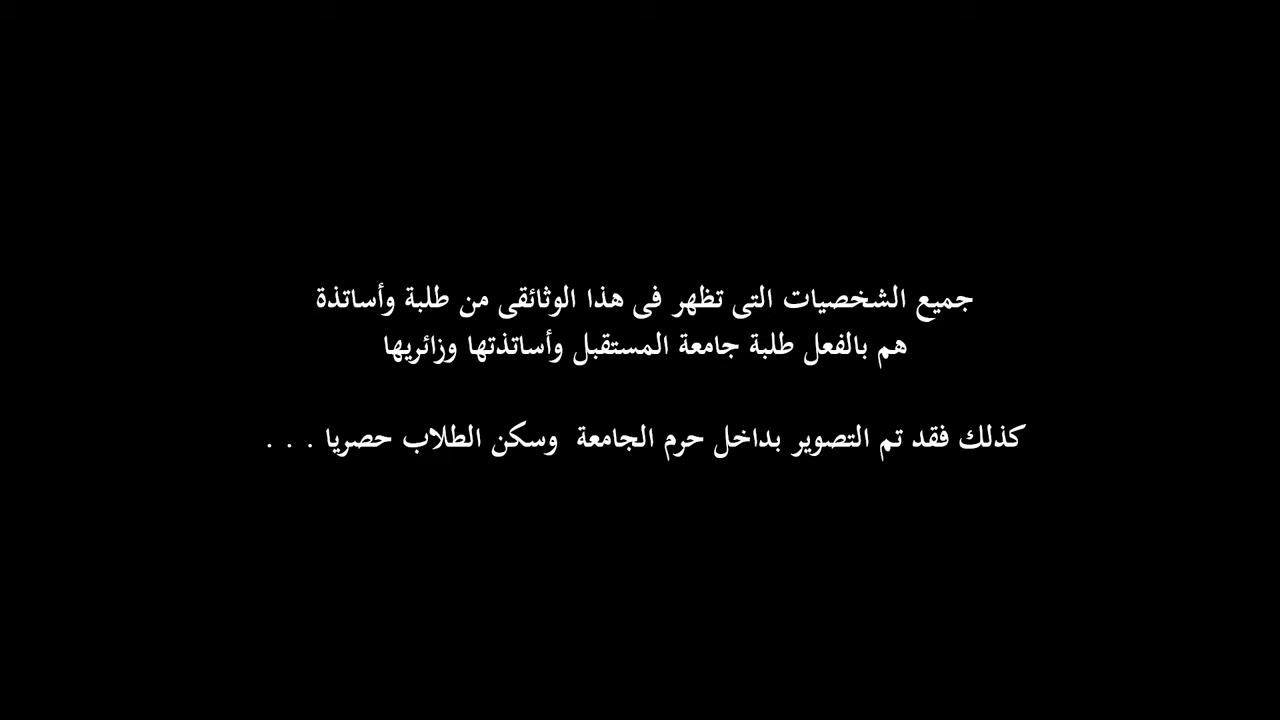 جميع الشخصيات التى تظهر فى هذا الوثائقى من طلبة وأساتذة
هم بالفعل طلبة جامعة المستقبل وأساتذتها وزائريها
كذلك فقد تم التصوير بداخل حرم الجامعة وسكن الطلاب حصريا . . .